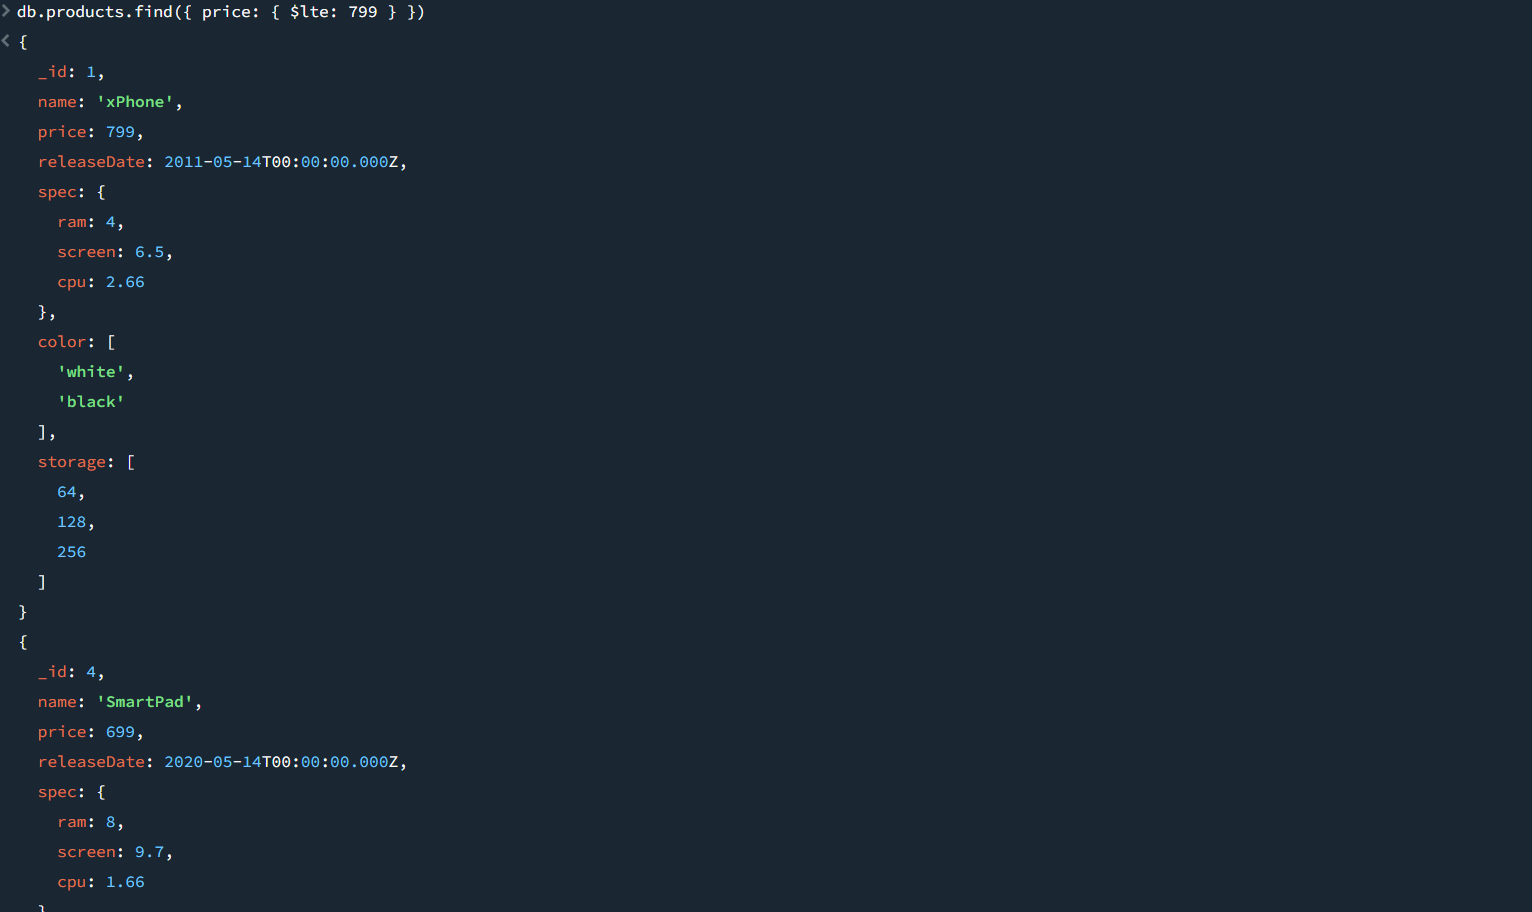 > db.products.find({ price: { $lte: 799 } })
< {
_id: 1,
name: 'xPhone',
price: 799,
releaseDate: 2011-05-14T00:00:00.000Z,
spec: {
ram: 4,
screen: 6.5,
cpu: 2.66
},
color: [
'white',
'black'
],
storage: [
64,
128,
256
]
}
{
_id: 4,
name: 'SmartPad',
price: 699,
releaseDate: 2020-05-14T00:00:00.000Z,
spec: {
ram: 8,
screen: 9.7,
cpu: 1.66
}